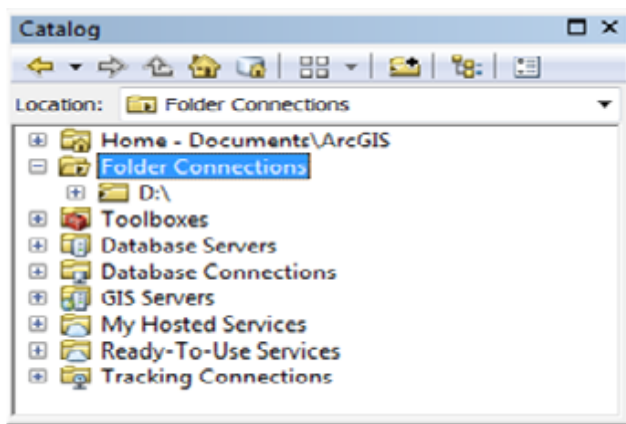 Catalog
Location: Folder Connections
Home - Documents\ArcGIS
Folder Connections
D:\
Toolboxes
Database Servers
Database Connections
GIS Servers
My Hosted Services
Ready-To-Use Services
Tracking Connections